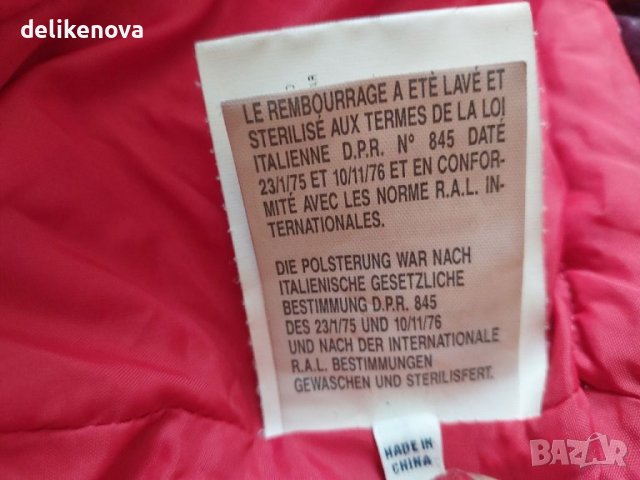 delikenova
LE REMBOURRAGE A ETÈ LAVÉ ET
STERILISÉ AUX TERMES DE LA LOI
ITALIENNE D.P.R. N° 845 DATÉ
23/1/75 ET 10/11/76 ET EN CONFOR-
MITÉ AVEC LES NORME R.A.L. IN-
TERNATIONALES.
DIE POLSTERUNG WAR NACH
ITALIENISCHE GESETZLICHE
BESTIMMUNG D.P.R. 845
DES 23/1/75 UND 10/11/76
UND NACH DER INTERNATIONALE
R.A.L. BESTIMMUNGEN
GEWASCHEN UND STERILISFERT.
MADE IN
CHINA
BAZAR